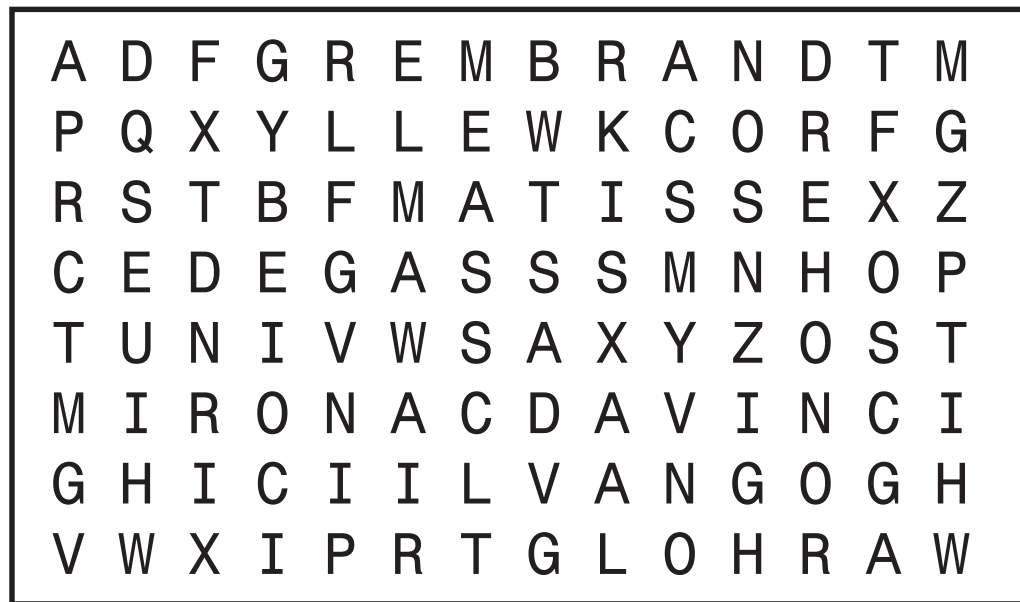 A D F G R E M B R A N D T M
P Q X Y L L E W K C O R F G
R S T B F M A T I S S E X Z
C E D E G A S S S M N H O P
T U N I V W S A X Y Z O S T
M I R O N A C D A V I N C I
G H I C I I L V A N G O G H
V W X I P R T G L O H R A W